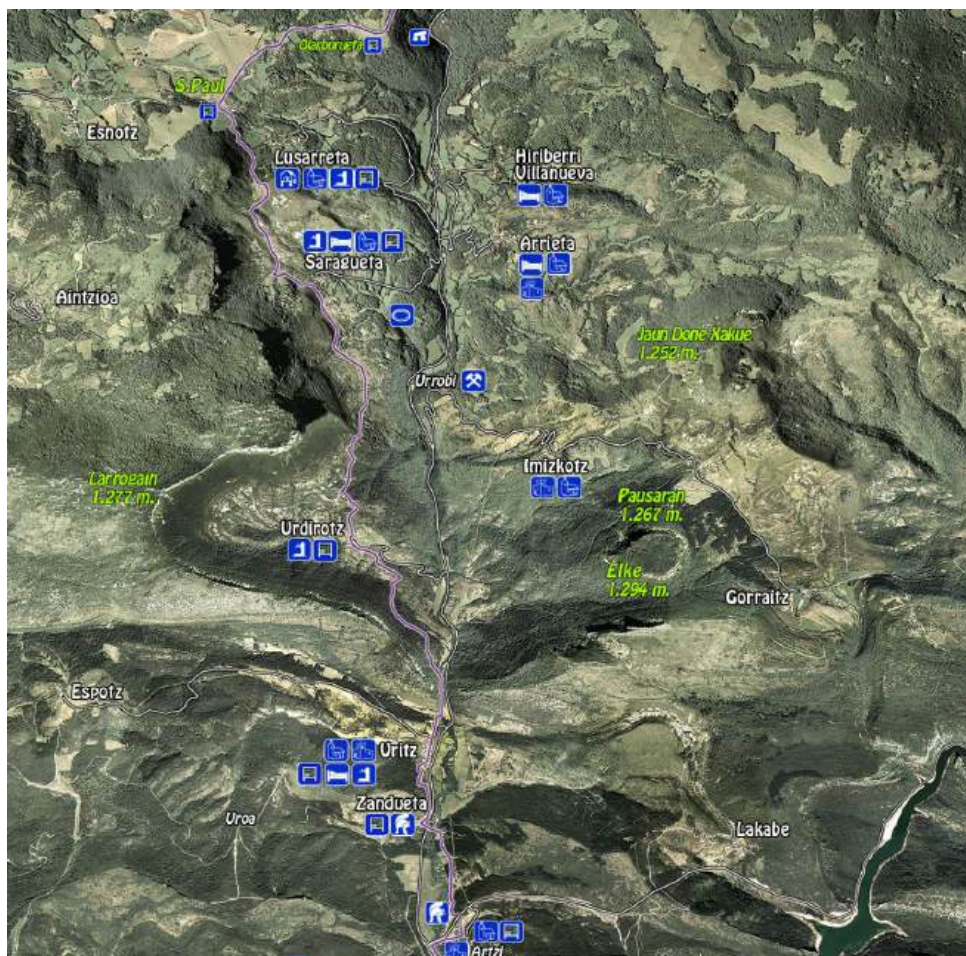 S.Paul
Esnotz
Lusarreta
Hiriberri
Villanueva
Arrieta
Saragueta
Aintzioa
Jaun Done Xakue
1.252 m.
Urrobi
Imizkotz
Larrogain
1.277 m.
Pausaran
1.267 m.
Urdirotz
Elke
1.294 m.
Gorraitz
Espotz
Uritz
Zandueta
Uroa
Lakabe
Artzi